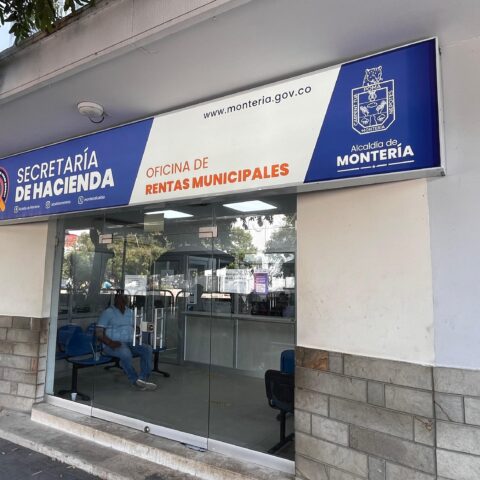 www.monteria.gov.co
SECRETARÍA
DE HACIENDA
OFICINA DE
RENTAS MUNICIPALES
Alcaldía de
MONTERÍA